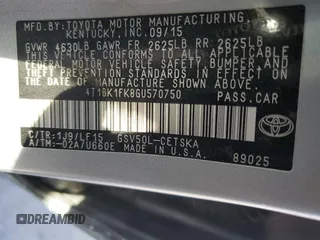 MFD. BY: TOYOTA MOTOR MANUFACTURING,
KENTUCKY, INC. 09/15
GVWR 4630LB GAWR FR 2625LB RR 2625LB
THIS VEHICLE CONFORMS TO ALL APPLICABLE
FEDERAL MOTOR VEHICLE SAFETY, BUMPER, AND
THEFT PREVENTION STANDARDS IN EFFECT ON
THE DATE OF MANUFACTURE SHOWN ABOVE.
4T1BK1FK8GU570750 PASS.CAR
C/TR:1J9/LF15 GSV50L-CETSKA
A/TM:-02A/U660E MADE IN U.S.A.
TOYOTA
89025
DREAMBID